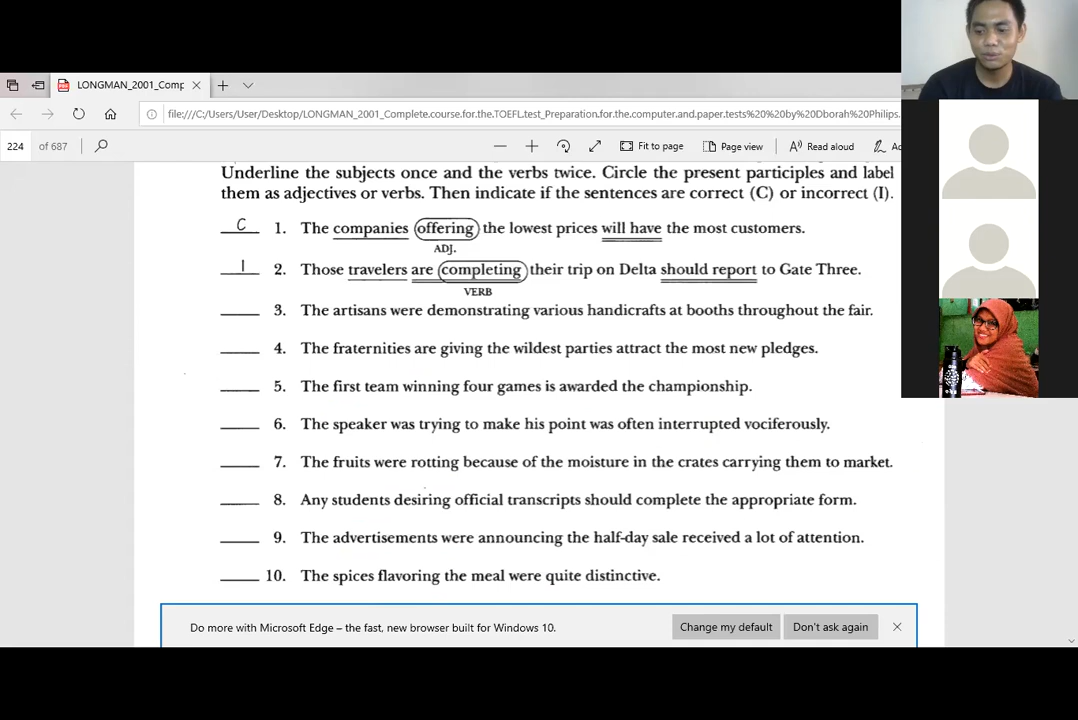 LONGMAN_2001_Comp
file:///C:/Users/User/Desktop/LONGMAN_2001_Complete.course.for.the.TOEFL.test_Preparation.for.the.computer.and.paper.tests%20%20by%20Dborah%20Philips.
224 of 687 Fit to page Page view Read aloud
Underline the subjects once and the verbs twice. Circle the present participles and label
them as adjectives or verbs. Then indicate if the sentences are correct (C) or incorrect (I).
C 1. The companies offering the lowest prices will have the most customers.
ADJ.
I 2. Those travelers are completing their trip on Delta should report to Gate Three.
VERB
3. The artisans were demonstrating various handicrafts at booths throughout the fair.
4. The fraternities are giving the wildest parties attract the most new pledges.
5. The first team winning four games is awarded the championship.
6. The speaker was trying to make his point was often interrupted vociferously.
7. The fruits were rotting because of the moisture in the crates carrying them to market.
8. Any students desiring official transcripts should complete the appropriate form.
9. The advertisements were announcing the half-day sale received a lot of attention.
10. The spices flavoring the meal were quite distinctive.
Do more with Microsoft Edge – the fast, new browser built for Windows 10. Change my default Don't ask again